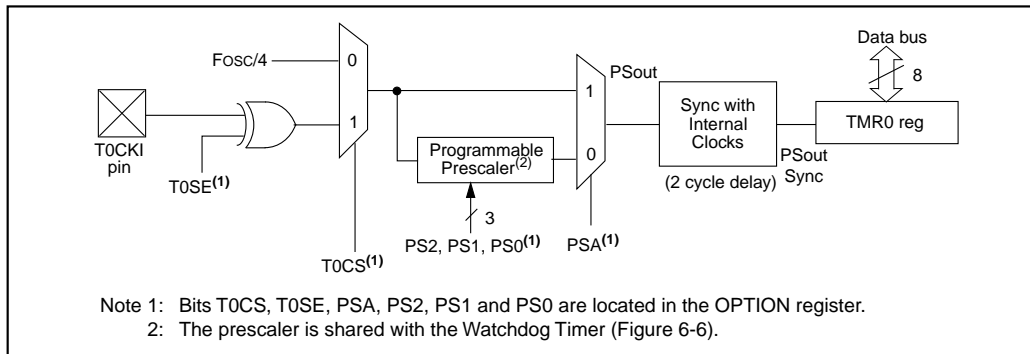 Data bus
FOSC/4
0
PSout
8
1
Sync with
Internal
Clocks
TMR0 reg
1
T0CKI
pin
Programmable
Prescaler(2)
0
PSout
Sync
T0SE(1)
(2 cycle delay)
3
PS2, PS1, PS0(1)
PSA(1)
T0CS(1)
Note 1: Bits T0CS, T0SE, PSA, PS2, PS1 and PS0 are located in the OPTION register.
2: The prescaler is shared with the Watchdog Timer (Figure 6-6).